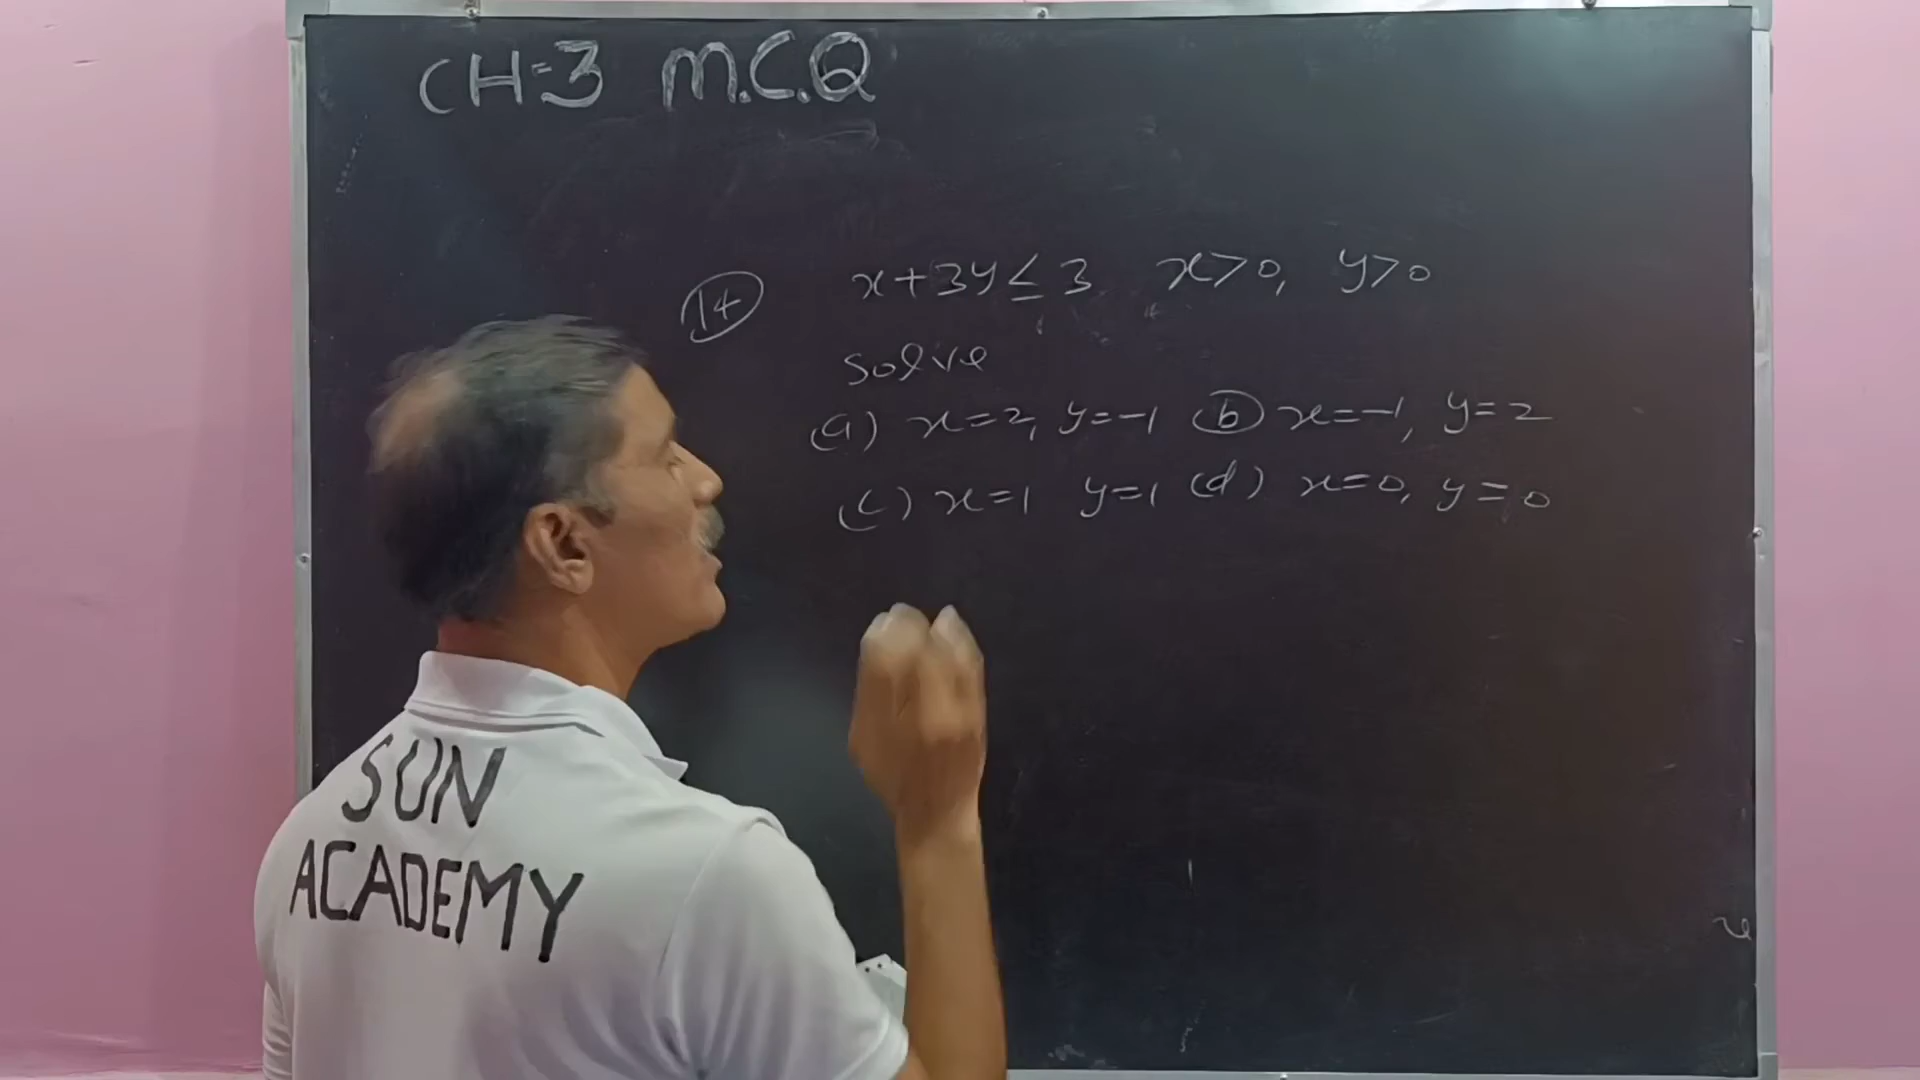 CH=3 M.C.Q
14 x+3y≤3 x>0, y>0
Solve
(a) x=2, y=-1 (b) x=-1, y=2
(c) x=1 y=1 (d) x=0, y=0
SUN
ACADEMY